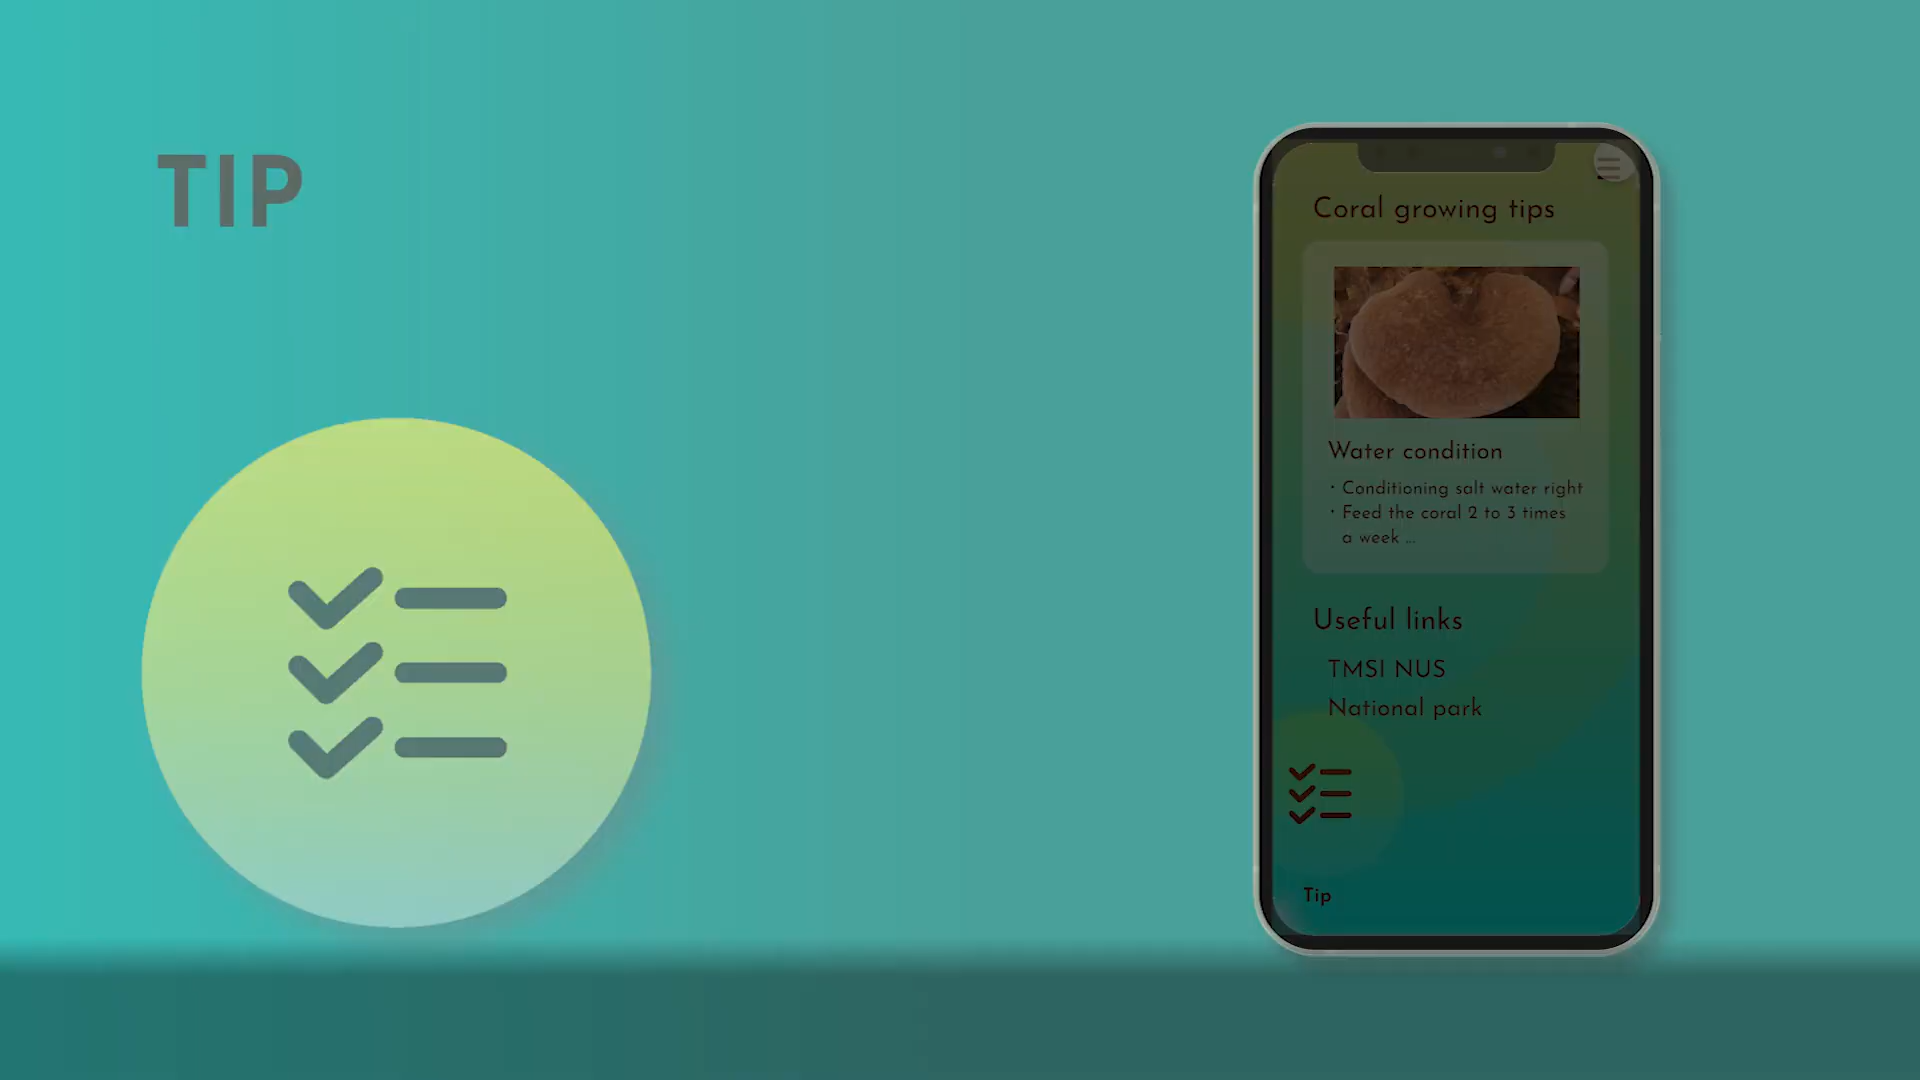 TIP
Coral growing tips
Water condition
· Conditioning salt water right
· Feed the coral 2 to 3 times
a week ...
Useful links
TMSI NUS
National park
Tip